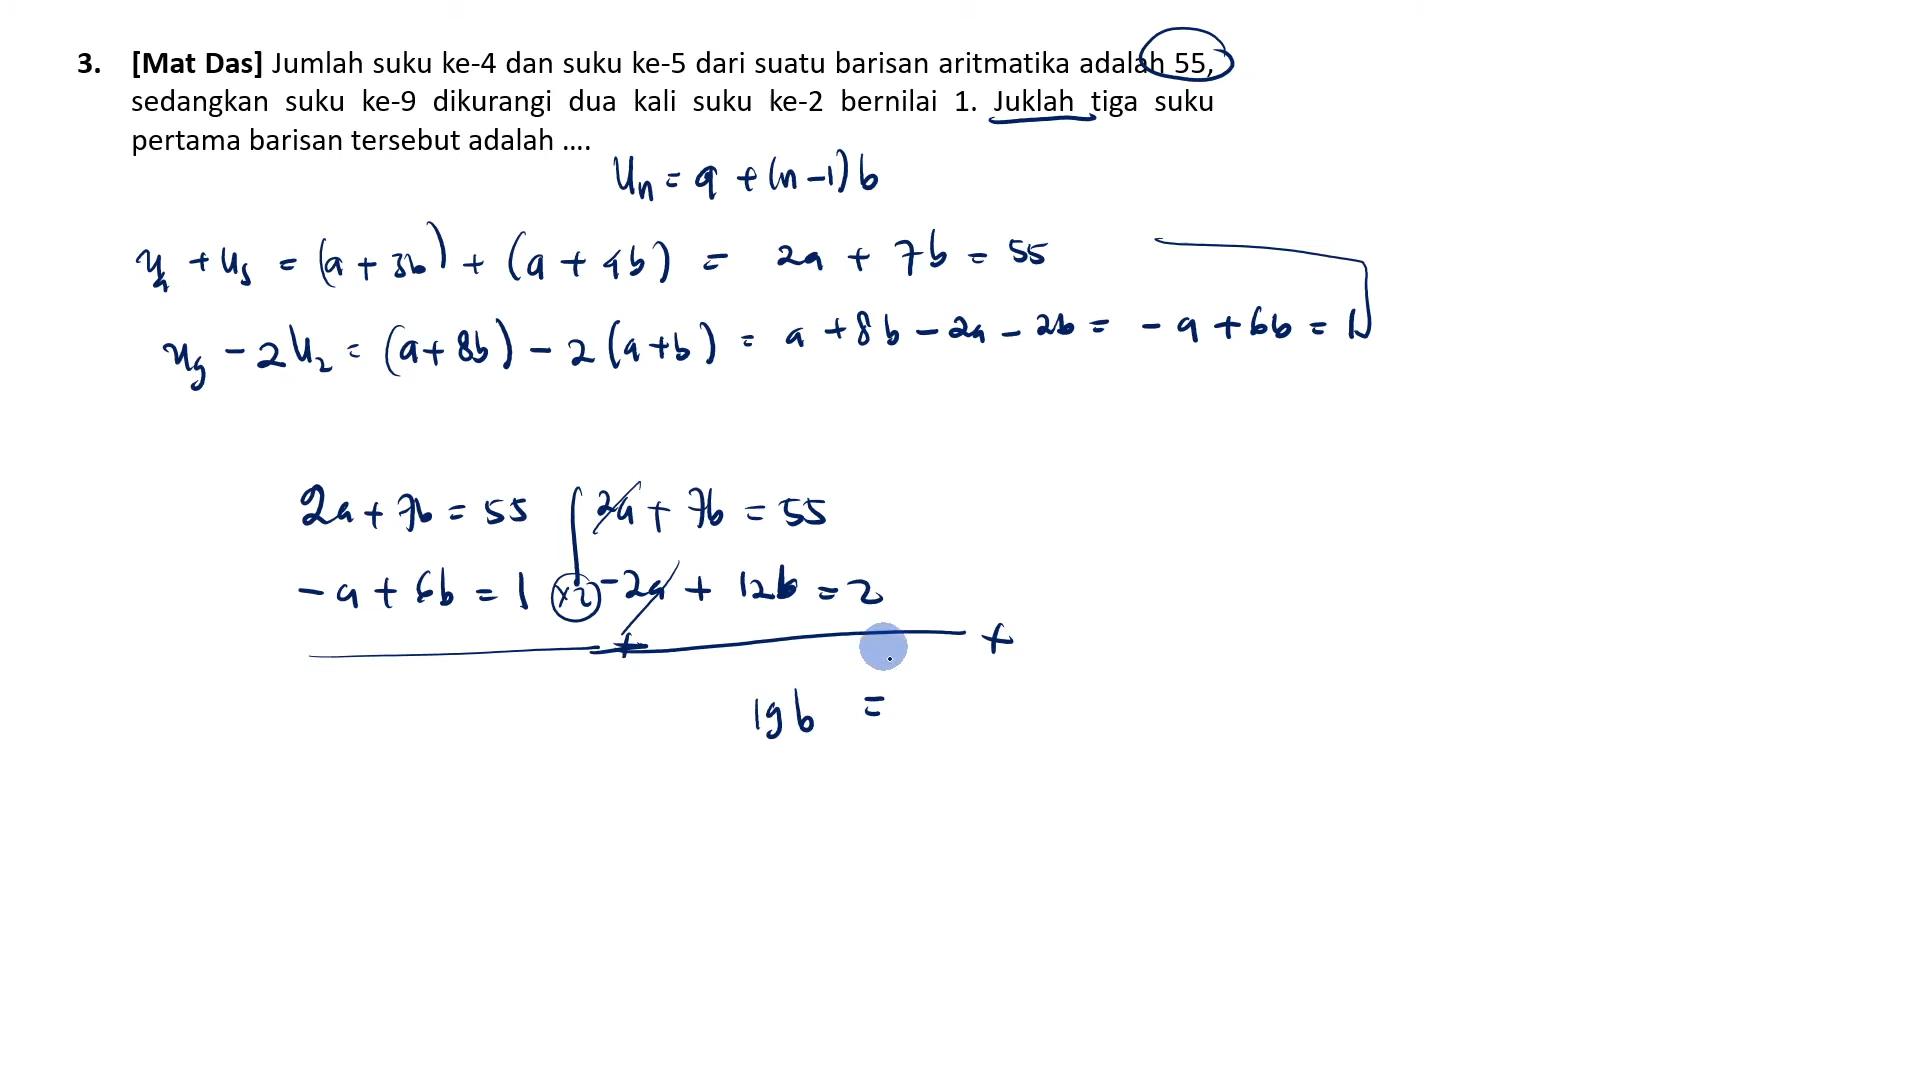 3. [Mat Das] Jumlah suku ke-4 dan suku ke-5 dari suatu barisan aritmatika adalah 55,
sedangkan suku ke-9 dikurangi dua kali suku ke-2 bernilai 1. Juklah tiga suku
pertama barisan tersebut adalah ....
Un = a + (n-1)b
U4 + U5 = (a + 3b) + (a + 4b) = 2a + 7b = 55
U9 - 2U2 = (a + 8b) - 2(a+b) = a + 8b - 2a - 2b = -a + 6b = 1
2a + 7b = 55 2a + 7b = 55
-a + 6b = 1 x2 -2a + 12b = 2
+ +
19b =